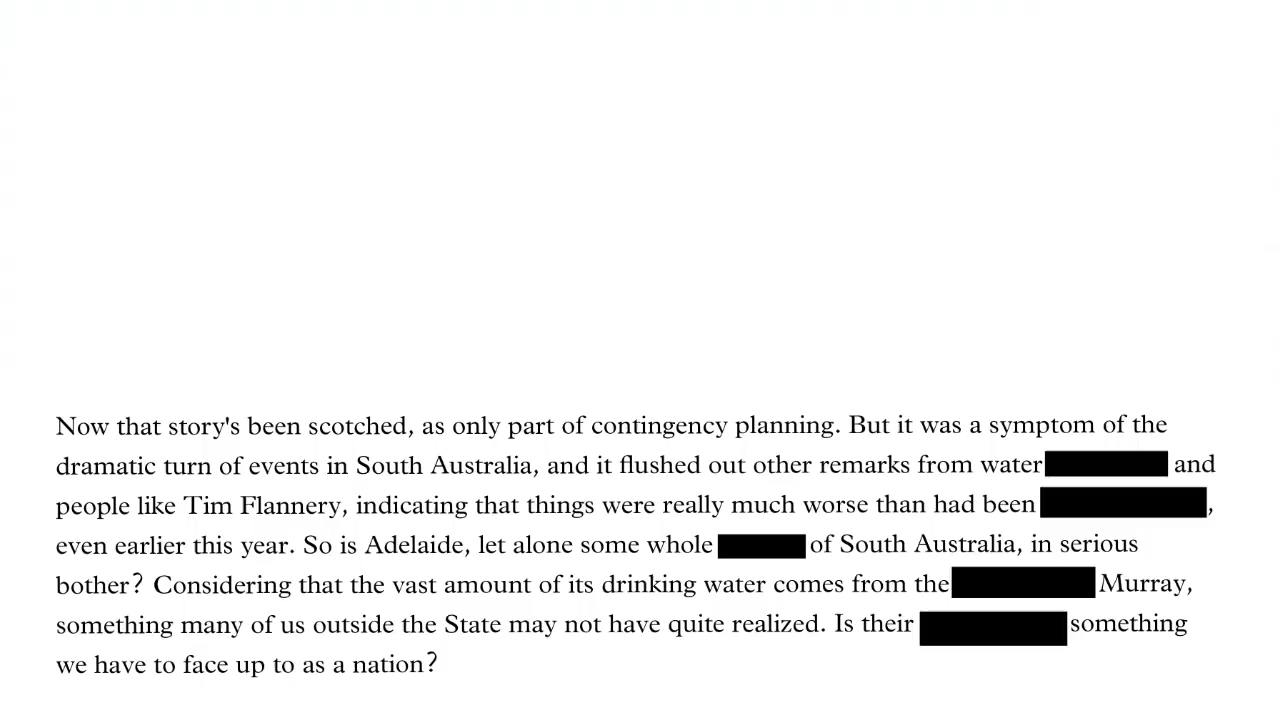 Now that story's been scotched, as only part of contingency planning. But it was a symptom of the
dramatic turn of events in South Australia, and it flushed out other remarks from water and
people like Tim Flannery, indicating that things were really much worse than had been ,
even earlier this year. So is Adelaide, let alone some whole of South Australia, in serious
bother? Considering that the vast amount of its drinking water comes from the Murray,
something many of us outside the State may not have quite realized. Is their something
we have to face up to as a nation?